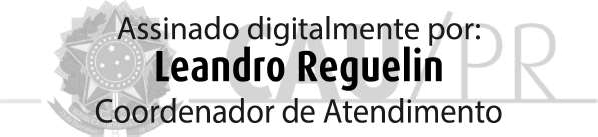 CAU/PR
Assinado digitalmente por:
Leandro Reguelin
Coordenador de Atendimento